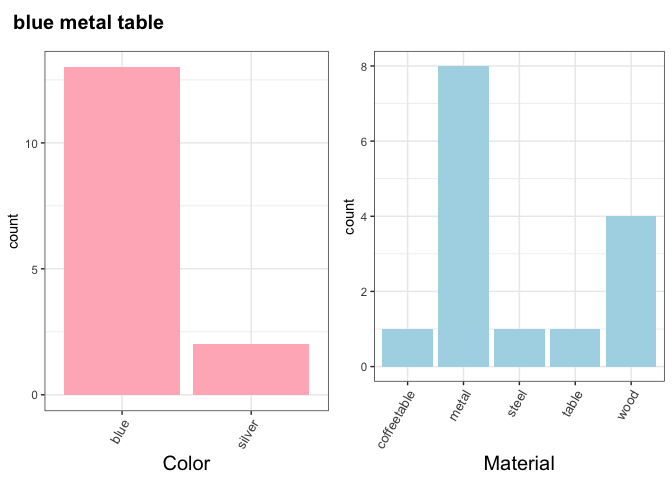 blue metal table
count
10
5
0
blue
silver
Color
count
8
6
4
2
0
coffeetable
metal
steel
table
wood
Material